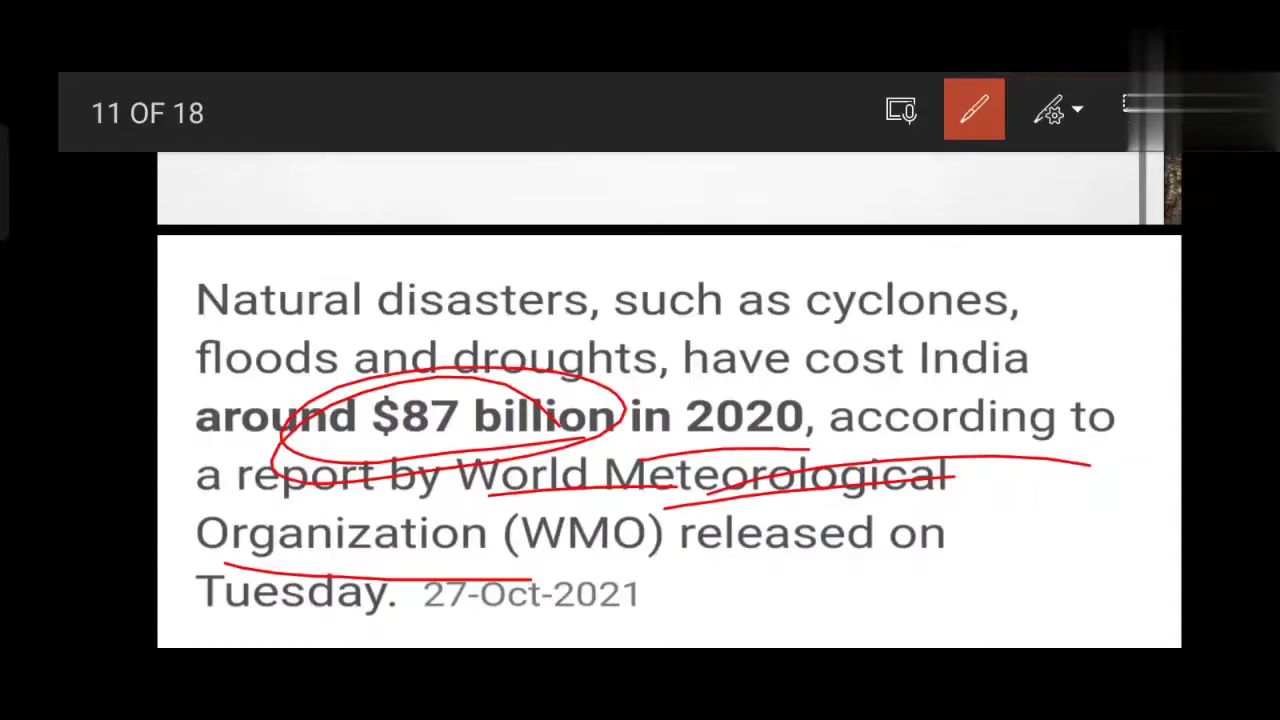 11 OF 18
Natural disasters, such as cyclones,
floods and droughts, have cost India
around $87 billion in 2020, according to
a report by World Meteorological
Organization (WMO) released on
Tuesday. 27-Oct-2021